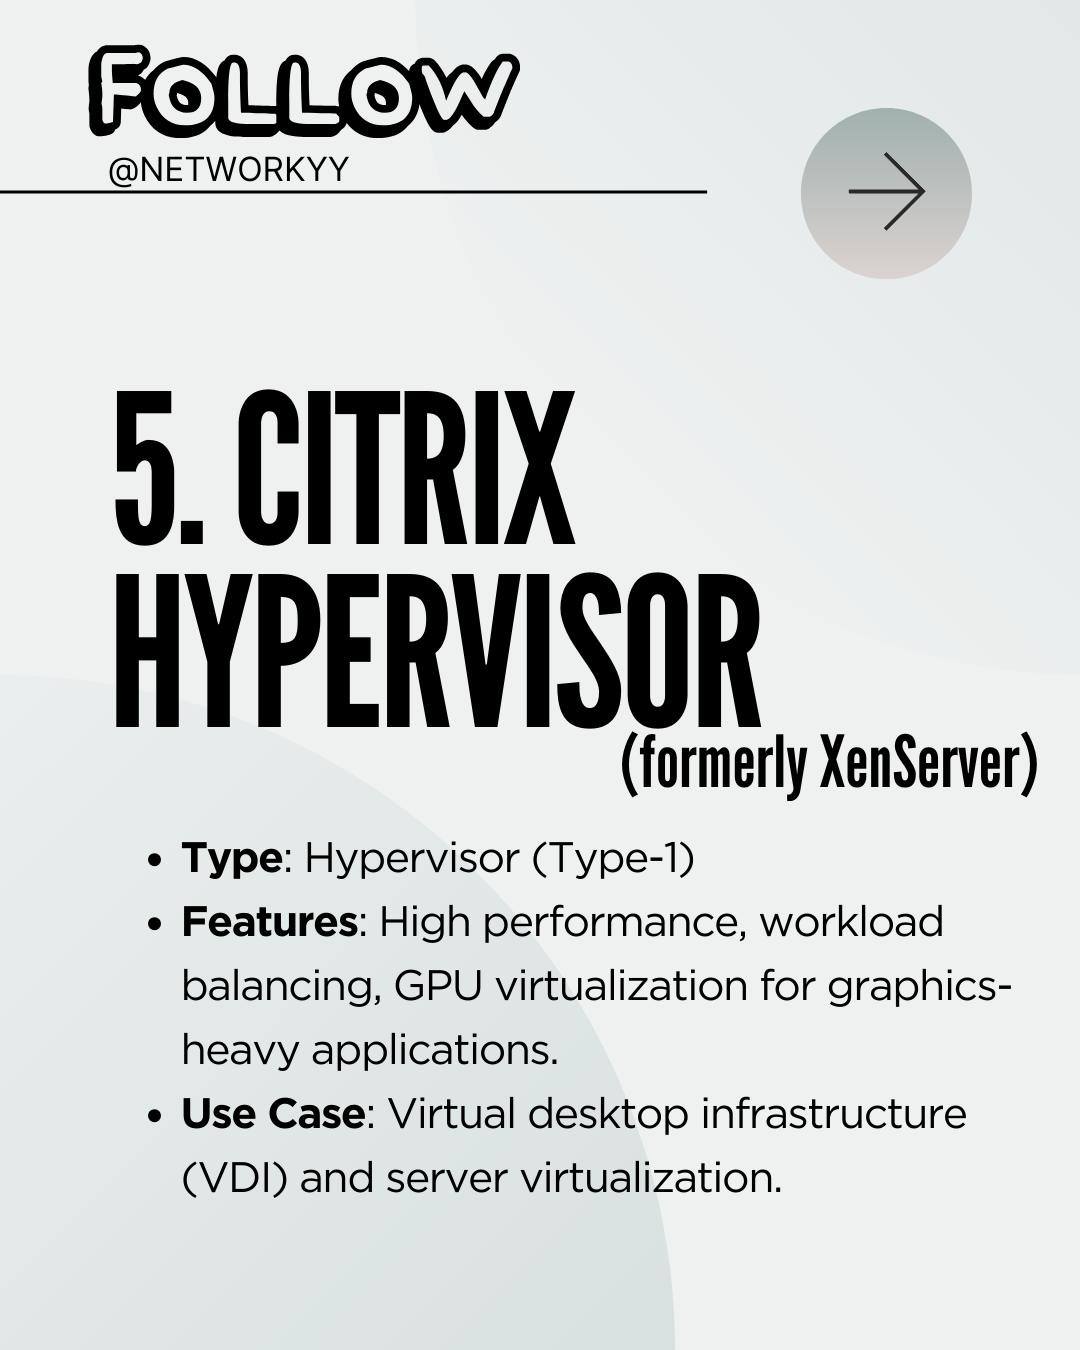 FOLLOW
@NETWORKYY
5. CITRIX
HYPERVISOR
(formerly XenServer)
• Type: Hypervisor (Type-1)
• Features: High performance, workload
balancing, GPU virtualization for graphics-
heavy applications.
• Use Case: Virtual desktop infrastructure
(VDI) and server virtualization.